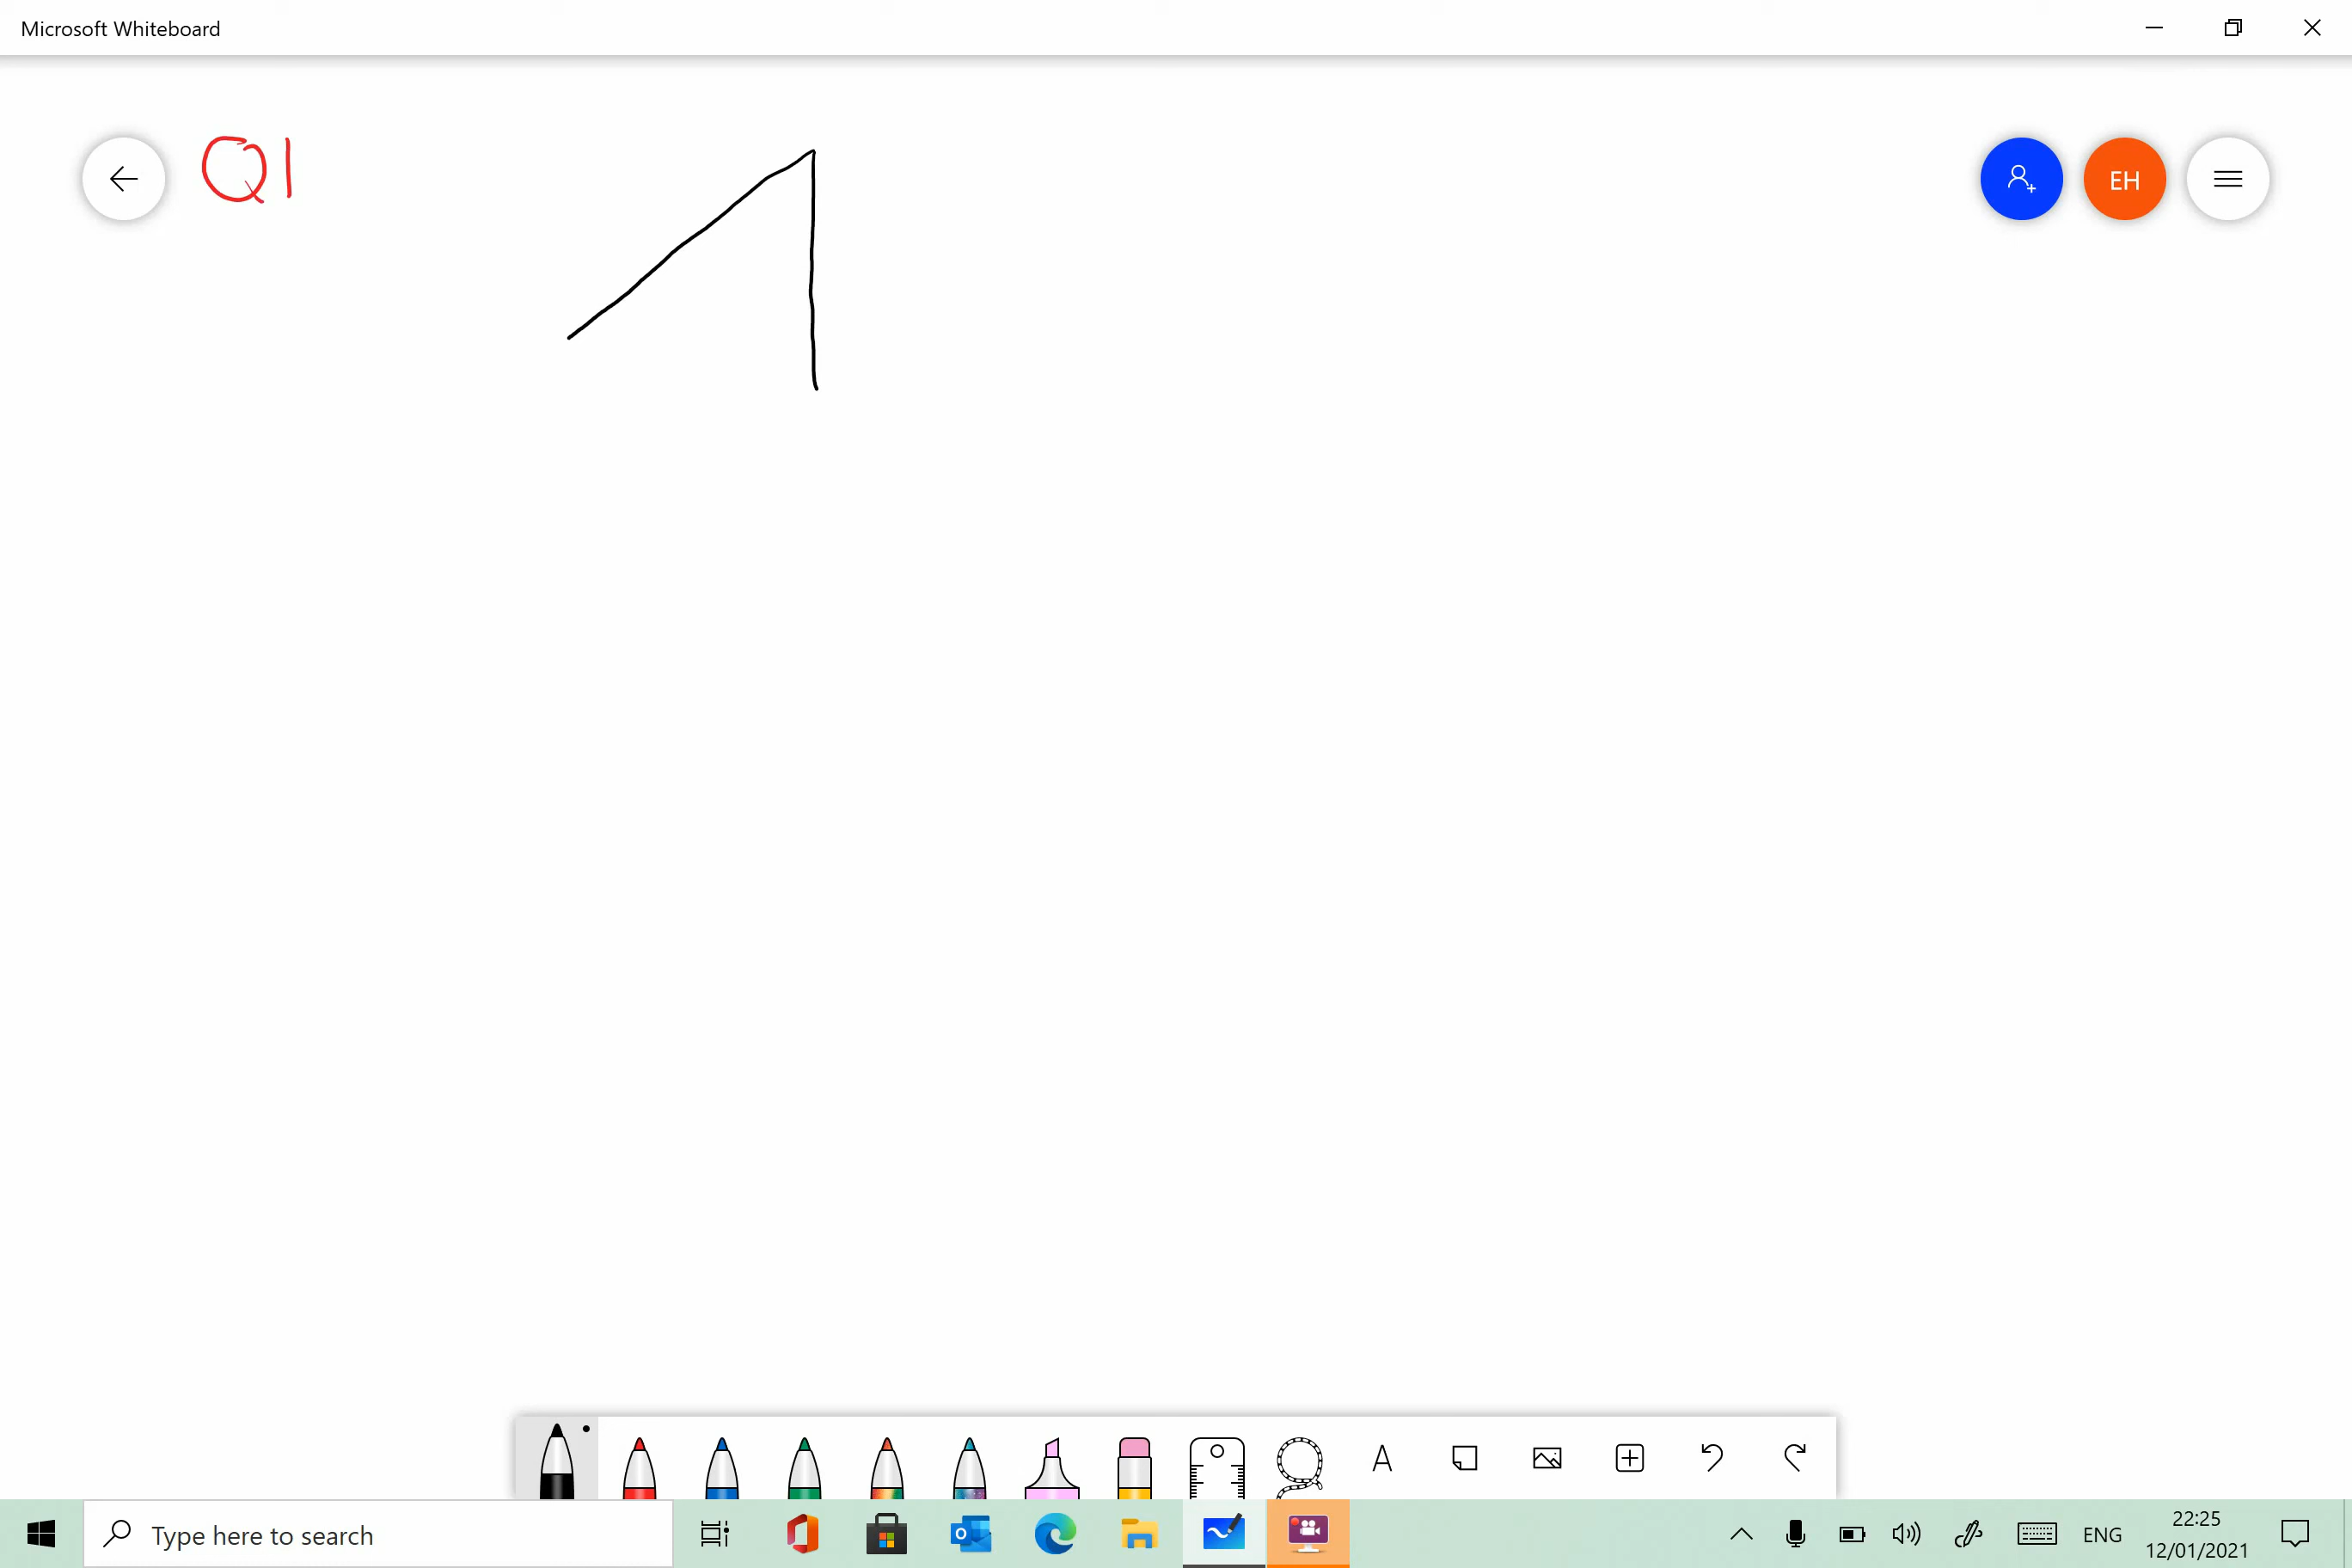 Microsoft Whiteboard
Q1
EH
A
Type here to search
ENG
22:25
12/01/2021